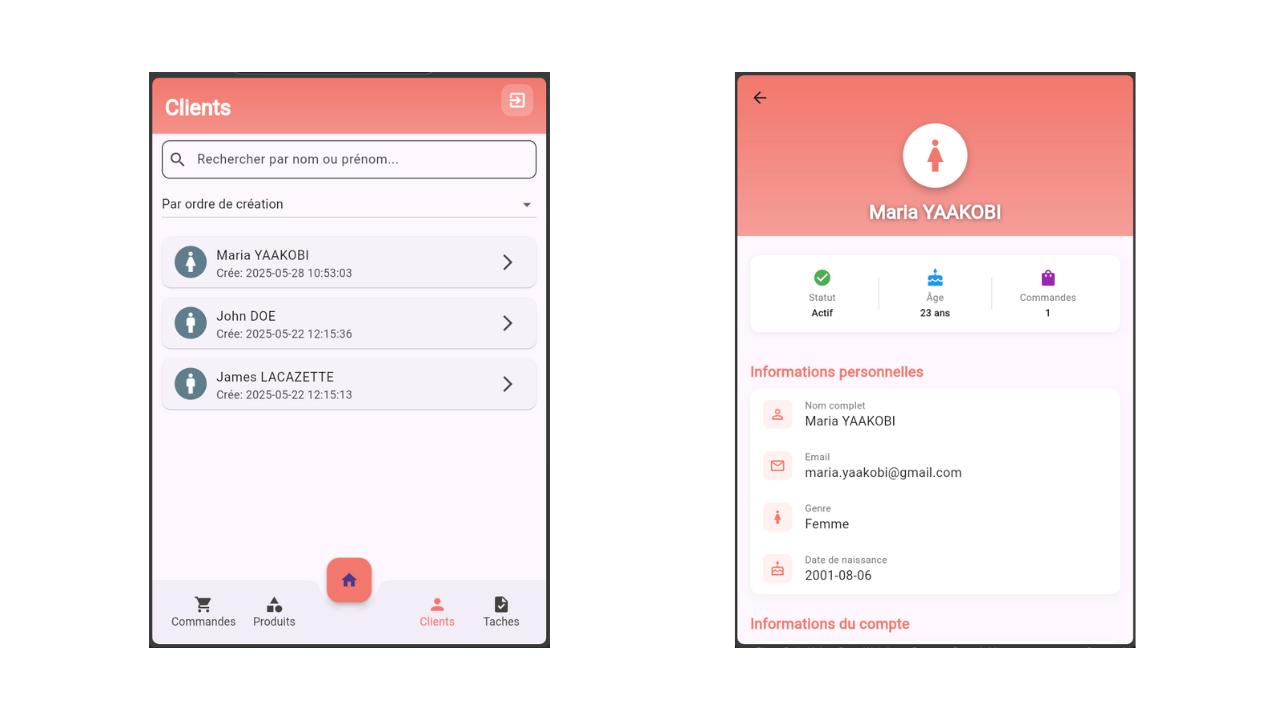 Clients
Rechercher par nom ou prénom...
Par ordre de création
Maria YAAKOBI
Crée: 2025-05-28 10:53:03
John DOE
Crée: 2025-05-22 12:15:36
James LACAZETTE
Crée: 2025-05-22 12:15:13
Commandes Produits Clients Taches
Maria YAAKOBI
Statut Âge Commandes
Actif 23 ans 1
Informations personnelles
Nom complet
Maria YAAKOBI
Email
maria.yaakobi@gmail.com
Genre
Femme
Date de naissance
2001-08-06
Informations du compte